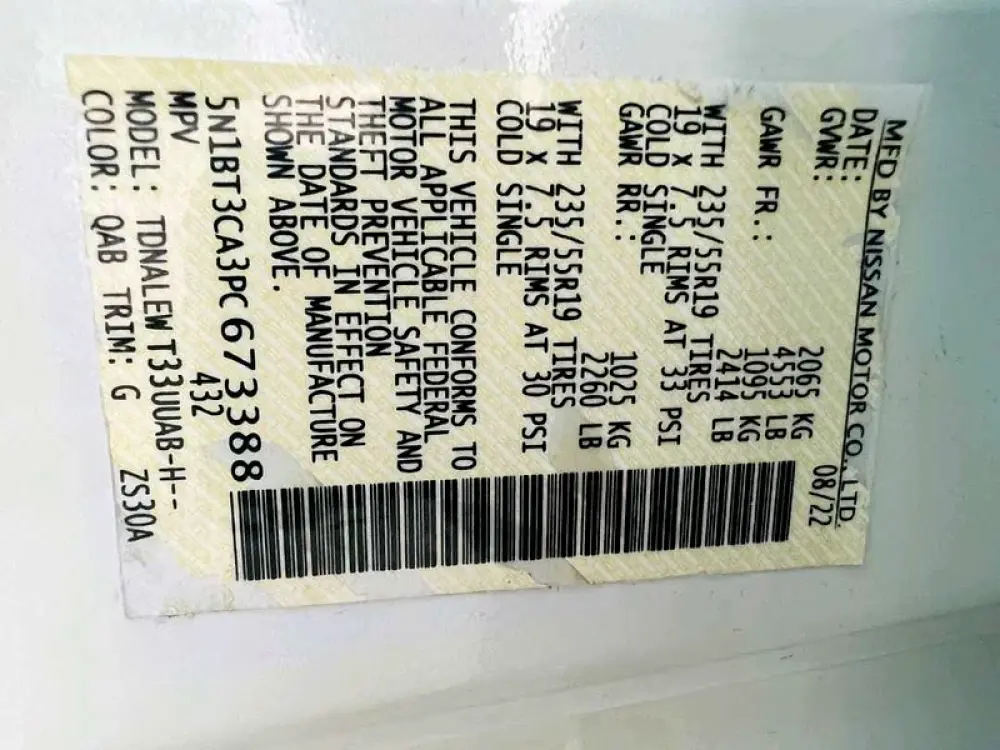 MFD BY NISSAN MOTOR CO., LTD.
DATE: 08/22
GVWR: 2065 KG
4553 LB
GAWR FR.: 1095 KG
2414 LB
WITH 235/55R19 TIRES
19 X 7.5 RIMS AT 33 PSI
COLD SINGLE
GAWR RR.: 1025 KG
2260 LB
WITH 235/55R19 TIRES
19 X 7.5 RIMS AT 30 PSI
COLD SINGLE
THIS VEHICLE CONFORMS TO
ALL APPLICABLE FEDERAL
MOTOR VEHICLE SAFETY AND
THEFT PREVENTION
STANDARDS IN EFFECT ON
THE DATE OF MANUFACTURE
SHOWN ABOVE.
5N1BT3CA3PC673388
MPV 432
MODEL: TDNALEWT33UUAB-H--
COLOR: QAB TRIM: G ZS30A